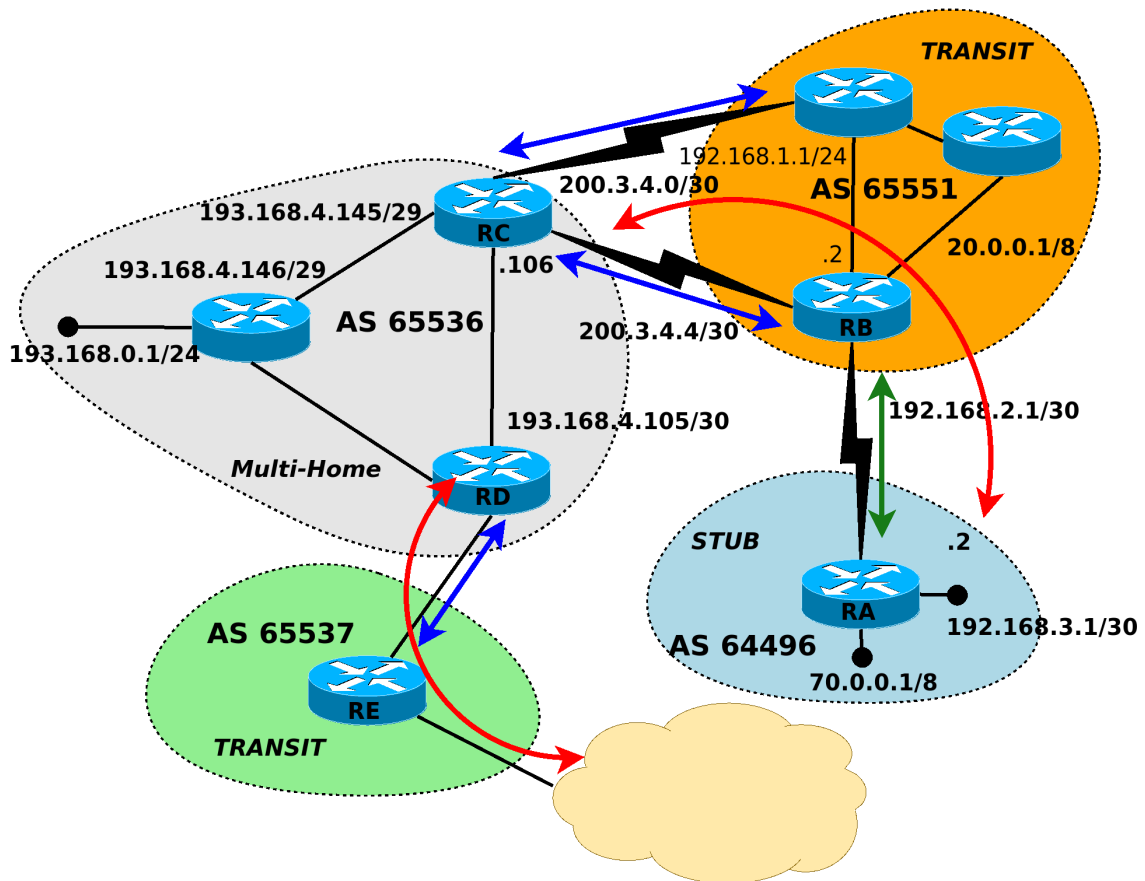 TRANSIT
192.168.1.1/24
200.3.4.0/30
AS 65551
193.168.4.145/29
RC
.106
.2
20.0.0.1/8
193.168.4.146/29
AS 65536
200.3.4.4/30
RB
193.168.0.1/24
192.168.2.1/30
193.168.4.105/30
Multi-Home
RD
STUB
.2
AS 65537
RA
192.168.3.1/30
AS 64496
70.0.0.1/8
RE
TRANSIT